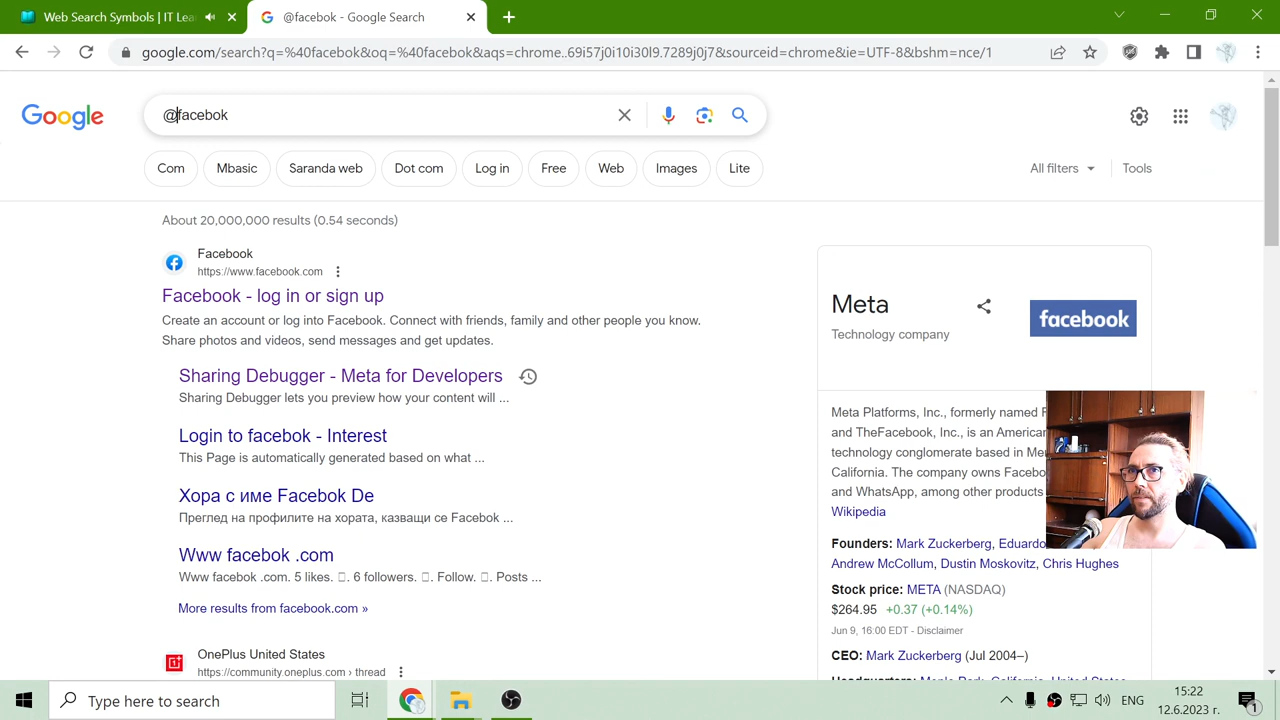 Web Search Symbols | IT Lea
@facebok - Google Search
google.com/search?q=%40facebok&oq=%40facebok&aqs=chrome..69i57j0i10i30l9.7289j0j7&sourceid=chrome&ie=UTF-8&bshm=nce/1
Google
@facebok
Com
Mbasic
Saranda web
Dot com
Log in
Free
Web
Images
Lite
All filters
Tools
About 20,000,000 results (0.54 seconds)
Facebook
https://www.facebook.com
Facebook - log in or sign up
Create an account or log into Facebook. Connect with friends, family and other people you know.
Share photos and videos, send messages and get updates.
Sharing Debugger - Meta for Developers
Sharing Debugger lets you preview how your content will ...
Login to facebok - Interest
This Page is automatically generated based on what ...
Хора с име Facebok De
Преглед на профилите на хората, казващи се Facebok ...
Www facebok .com
Www facebok .com. 5 likes. 6 followers. Follow. Posts ...
More results from facebook.com »
OnePlus United States
https://community.oneplus.com › thread
Meta
Technology company
facebook
Meta Platforms, Inc., formerly named
and TheFacebook, Inc., is an American
technology conglomerate based in
California. The company owns
and WhatsApp, among other products
Wikipedia
Founders: Mark Zuckerberg, Eduardo
Andrew McCollum, Dustin Moskovitz, Chris Hughes
Stock price: META (NASDAQ)
$264.95 +0.37 (+0.14%)
Jun 9, 16:00 EDT - Disclaimer
CEO: Mark Zuckerberg (Jul 2004–)
Type here to search
ENG
15:22
12.6.2023 г.
1